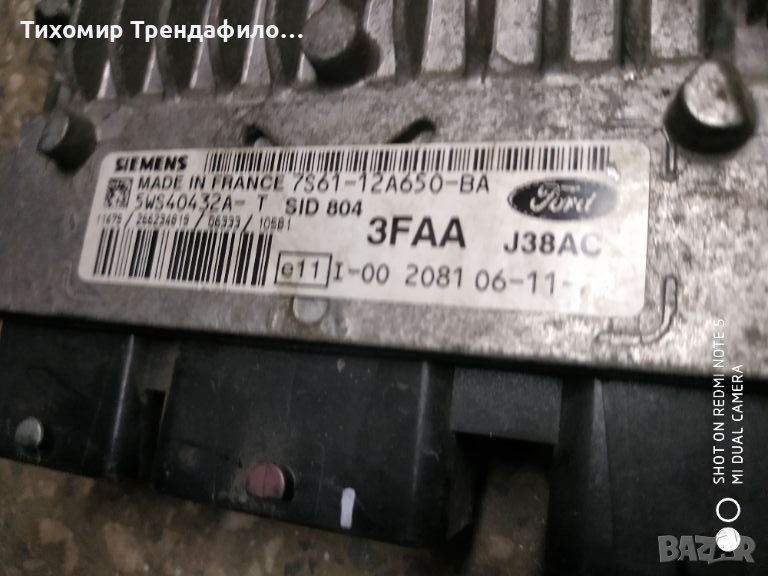 Тихомир Трендафило...
SIEMENS
MADE IN FRANCE 7S61-12A650-BA
5WS40432A-T SID 804
Ford
3FAA J38AC
e11 I-00 2081 06-11-
SHOT ON REDMI NOTE 5
MI DUAL CAMERA
BAZAR